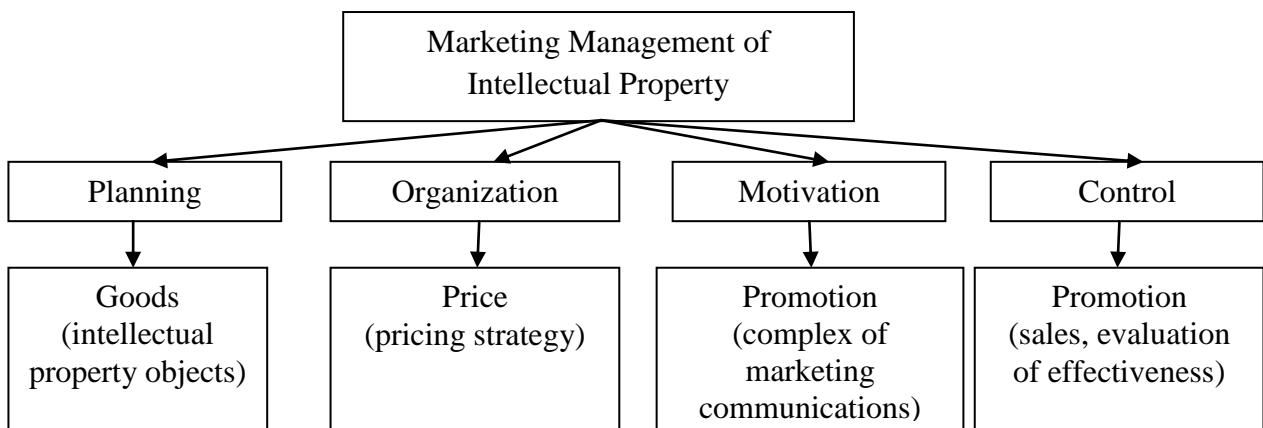 Marketing Management of
Intellectual Property
Planning
Organization
Motivation
Control
Goods
(intellectual
property objects)
Price
(pricing strategy)
Promotion
(complex of
marketing
communications)
Promotion
(sales, evaluation
of effectiveness)